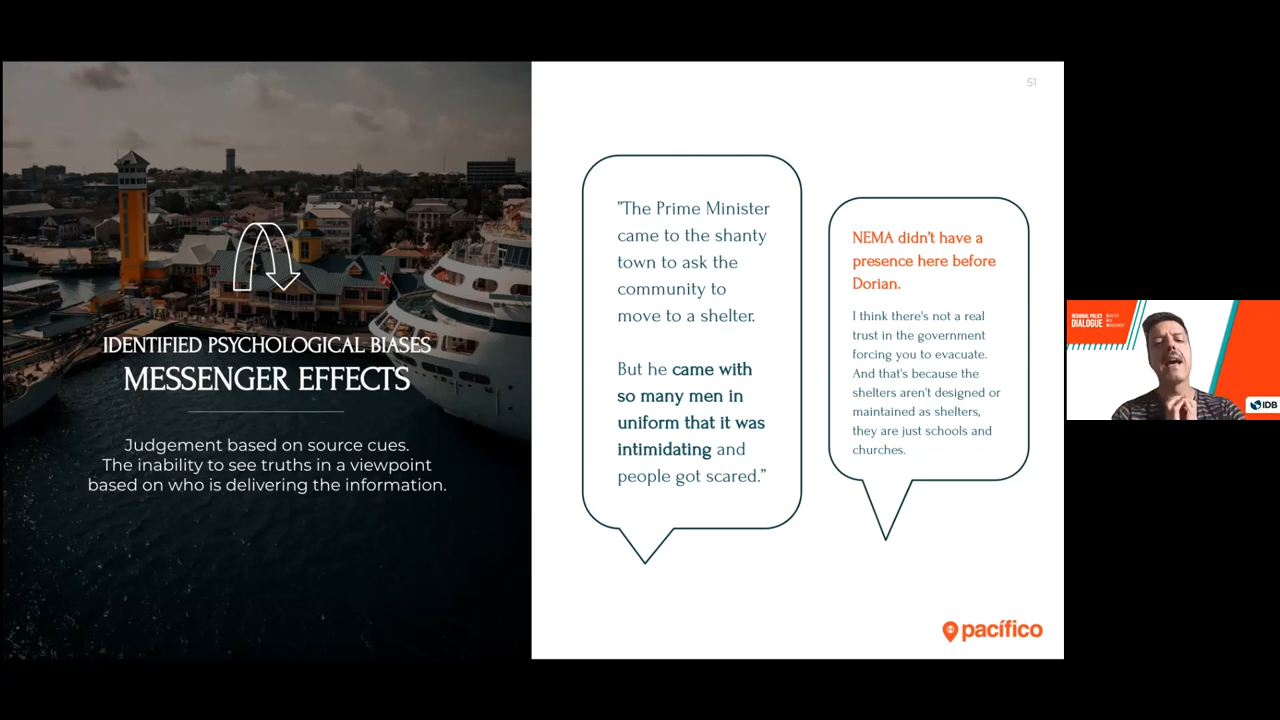 51
IDENTIFIED PSYCHOLOGICAL BIASES
MESSENGER EFFECTS
Judgement based on source cues.
The inability to see truths in a viewpoint
based on who is delivering the information.
”The Prime Minister
came to the shanty
town to ask the
community to
move to a shelter.
But he came with
so many men in
uniform that it was
intimidating and
people got scared.”
NEMA didn’t have a
presence here before
Dorian.
I think there's not a real
trust in the government
forcing you to evacuate.
And that's because the
shelters aren't designed or
maintained as shelters,
they are just schools and
churches.
pacífico
REGIONAL POLICY
DIALOGUE
IDB